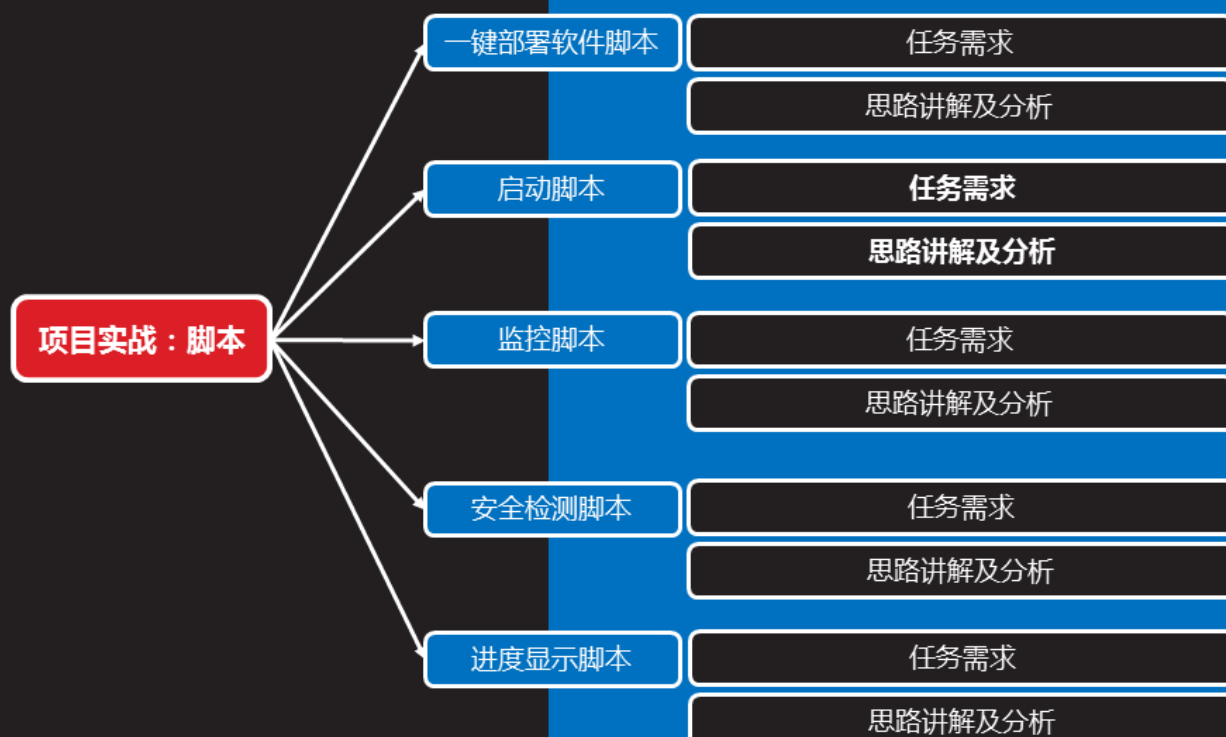 项目实战：脚本
一键部署软件脚本
任务需求
思路讲解及分析
启动脚本
任务需求
思路讲解及分析
监控脚本
任务需求
思路讲解及分析
安全检测脚本
任务需求
思路讲解及分析
进度显示脚本
任务需求
思路讲解及分析